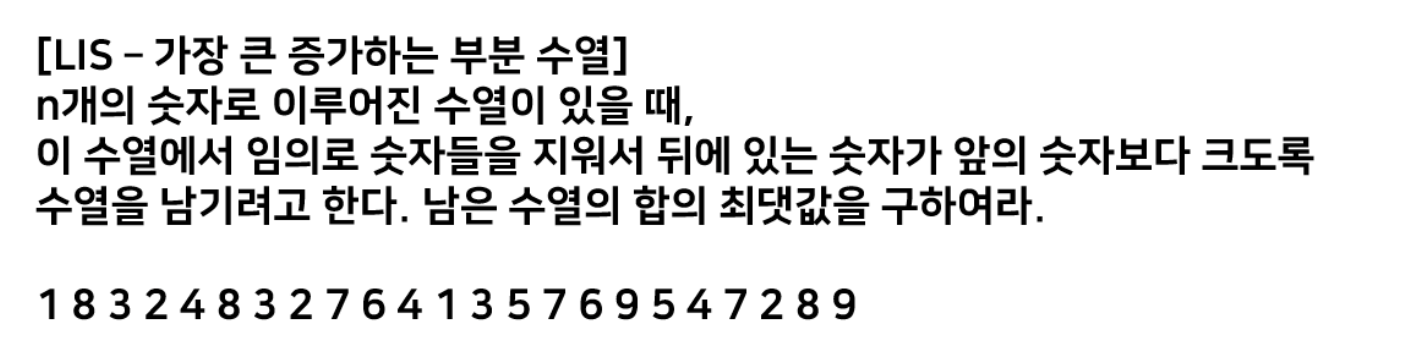 [LIS – 가장 큰 증가하는 부분 수열]
n개의 숫자로 이루어진 수열이 있을 때,
이 수열에서 임의로 숫자들을 지워서 뒤에 있는 숫자가 앞의 숫자보다 크도록
수열을 남기려고 한다. 남은 수열의 합의 최댓값을 구하여라.
1 8 3 2 4 8 3 2 7 6 4 1 3 5 7 6 9 5 4 7 2 8 9